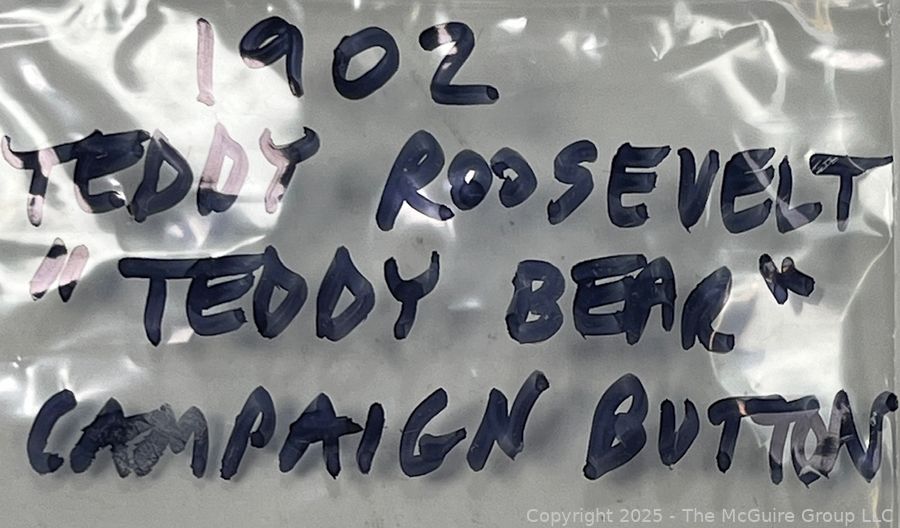 1902
TEDDY ROOSEVELT
"TEDDY BEAR"
CAMPAIGN BUTTON
Copyright 2025 - The McGuire Group LLC